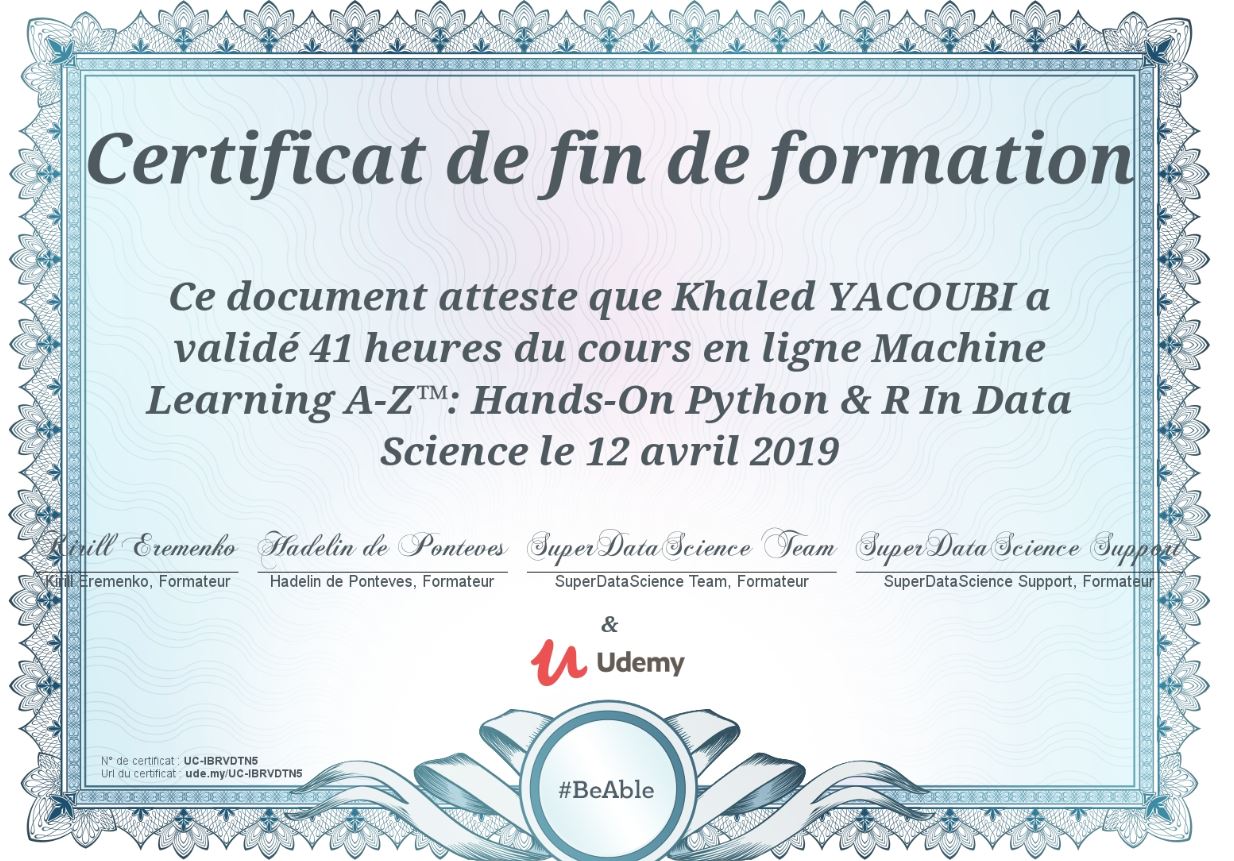 Certificat de fin de formation
Ce document atteste que Khaled YACOUBI a
validé 41 heures du cours en ligne Machine
Learning A-Z™: Hands-On Python & R In Data
Science le 12 avril 2019
Kirill Eremenko Hadelin de Ponteves SuperDataScience Team SuperDataScience Support
Kirill Eremenko, Formateur Hadelin de Ponteves, Formateur SuperDataScience Team, Formateur SuperDataScience Support, Formateur
&
Udemy
N° de certificat : UC-IBRVDTN5
Url du certificat : ude.my/UC-IBRVDTN5
#BeAble